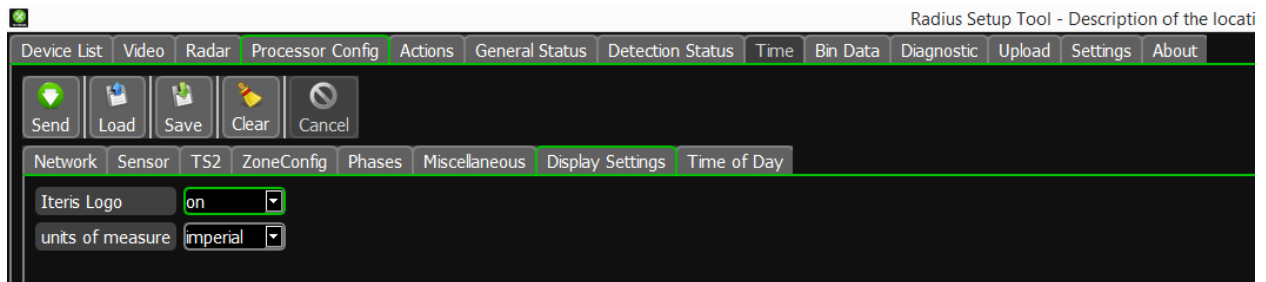 Radius Setup Tool - Description of the locati
Device List Video Radar Processor Config Actions General Status Detection Status Time Bin Data Diagnostic Upload Settings About
Send Load Save Clear Cancel
Network Sensor TS2 ZoneConfig Phases Miscellaneous Display Settings Time of Day
Iteris Logo on
units of measure imperial